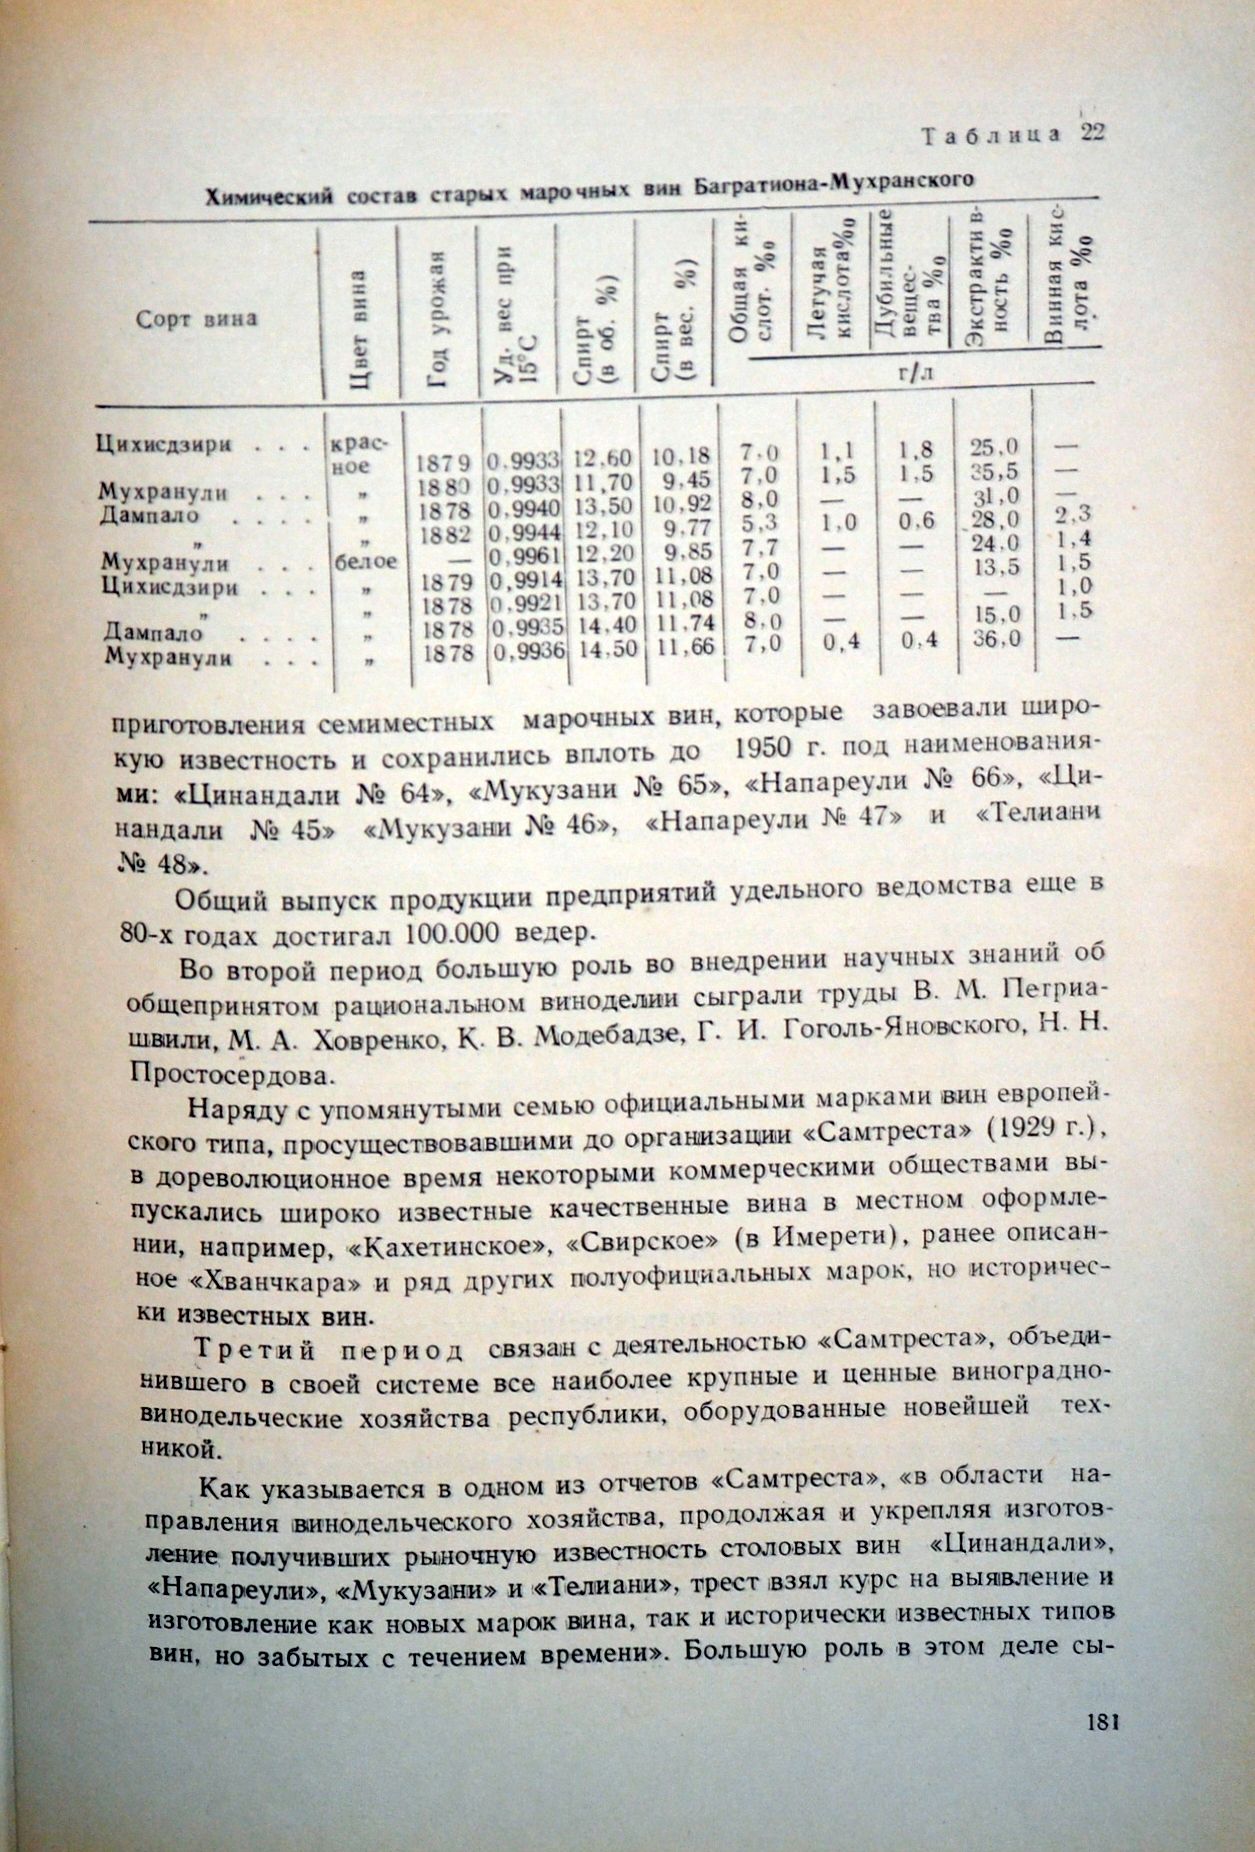 Таблица 22
Химический состав старых марочных вин Багратиона-Мухранского
Сорт вина
Цвет вина
Год урожая
Уд. вес при
15°С
Спирт
(в об. %)
Спирт
(в вес. %)
Общая ки-
слот. ‰
Летучая
кислота‰
Дубильные
вещес-
тва ‰
Экстрактив-
ность ‰
Винная кис-
лота ‰
г/л
Цихисдзири . . . крас-
ное 1879 0.9933 12,60 10,18 7,0 1,1 1,8 25,0 —
Мухранули . . . „ 1880 0,9933 11,70 9,45 7,0 1,5 1,5 35,5 —
Дампало . . . . „ 1878 0,9940 13,50 10,92 8,0 — — 31,0 —
„ „ 1882 0,9944 12,10 9,77 5,3 1,0 0,6 28,0 2,3
Мухранули . . . белое — 0,9961 12,20 9,85 7,7 — — 24,0 1,4
Цихисдзири . . . „ 1879 0,9914 13,70 11,08 7,0 — — 13,5 1,5
„ „ 1878 0,9921 13,70 11,08 7,0 — — — 1,0
Дампало . . . . „ 1878 0,9935 14,40 11,74 8,0 — — 15,0 1,5
Мухранули . . . „ 1878 0,9936 14,50 11,66 7,0 0,4 0,4 36,0 —
приготовления семиместных марочных вин, которые завоевали широ-
кую известность и сохранились вплоть до 1950 г. под наименования-
ми: «Цинандали № 64», «Мукузани № 65», «Напареули № 66», «Ци-
нандали № 45» «Мукузани № 46», «Напареули № 47» и «Телиани
№ 48».
Общий выпуск продукции предприятий удельного ведомства еще в
80-х годах достигал 100.000 ведер.
Во второй период большую роль во внедрении научных знаний об
общепринятом рациональном виноделии сыграли труды В. М. Петриа-
швили, М. А. Ховренко, К. В. Модебадзе, Г. И. Гоголь-Яновского, Н. Н.
Простосердова.
Наряду с упомянутыми семью официальными марками вин европей-
ского типа, просуществовавшими до организации «Самтреста» (1929 г.),
в дореволюционное время некоторыми коммерческими обществами вы-
пускались широко известные качественные вина в местном оформле-
нии, например, «Кахетинское», «Свирское» (в Имерети), ранее описан-
ное «Хванчкара» и ряд других полуофициальных марок, но историчес-
ки известных вин.
Третий период связан с деятельностью «Самтреста», объеди-
нившего в своей системе все наиболее крупные и ценные виноградно-
винодельческие хозяйства республики, оборудованные новейшей тех-
никой.
Как указывается в одном из отчетов «Самтреста», «в области на-
правления винодельческого хозяйства, продолжая и укрепляя изготов-
ление получивших рыночную известность столовых вин «Цинандали»,
«Напареули», «Мукузани» и «Телиани», трест взял курс на выявление и
изготовление как новых марок вина, так и исторически известных типов
вин, но забытых с течением времени». Большую роль в этом деле сы-
181